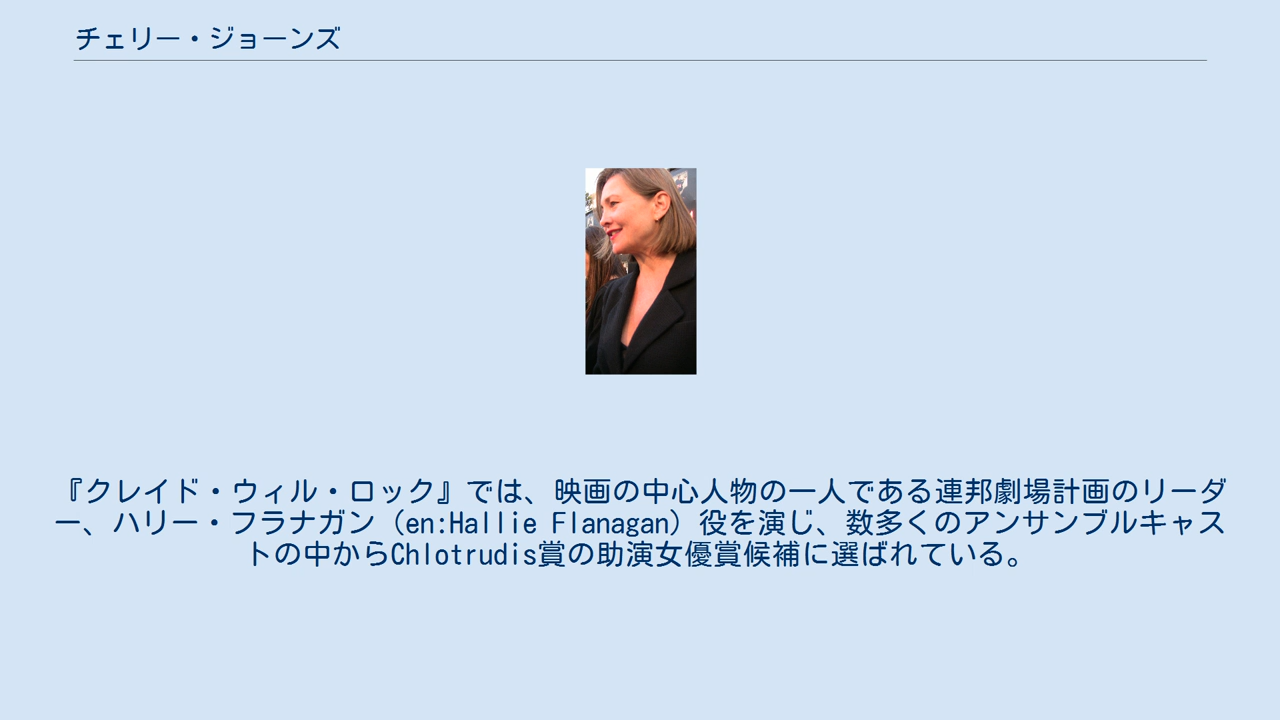 チェリー・ジョーンズ
『クレイド・ウィル・ロック』では、映画の中心人物の一人である連邦劇場計画のリーダ
ー、ハリー・フラナガン（en:Hallie Flanagan）役を演じ、数多くのアンサンブルキャス
トの中からChlotrudis賞の助演女優賞候補に選ばれている。